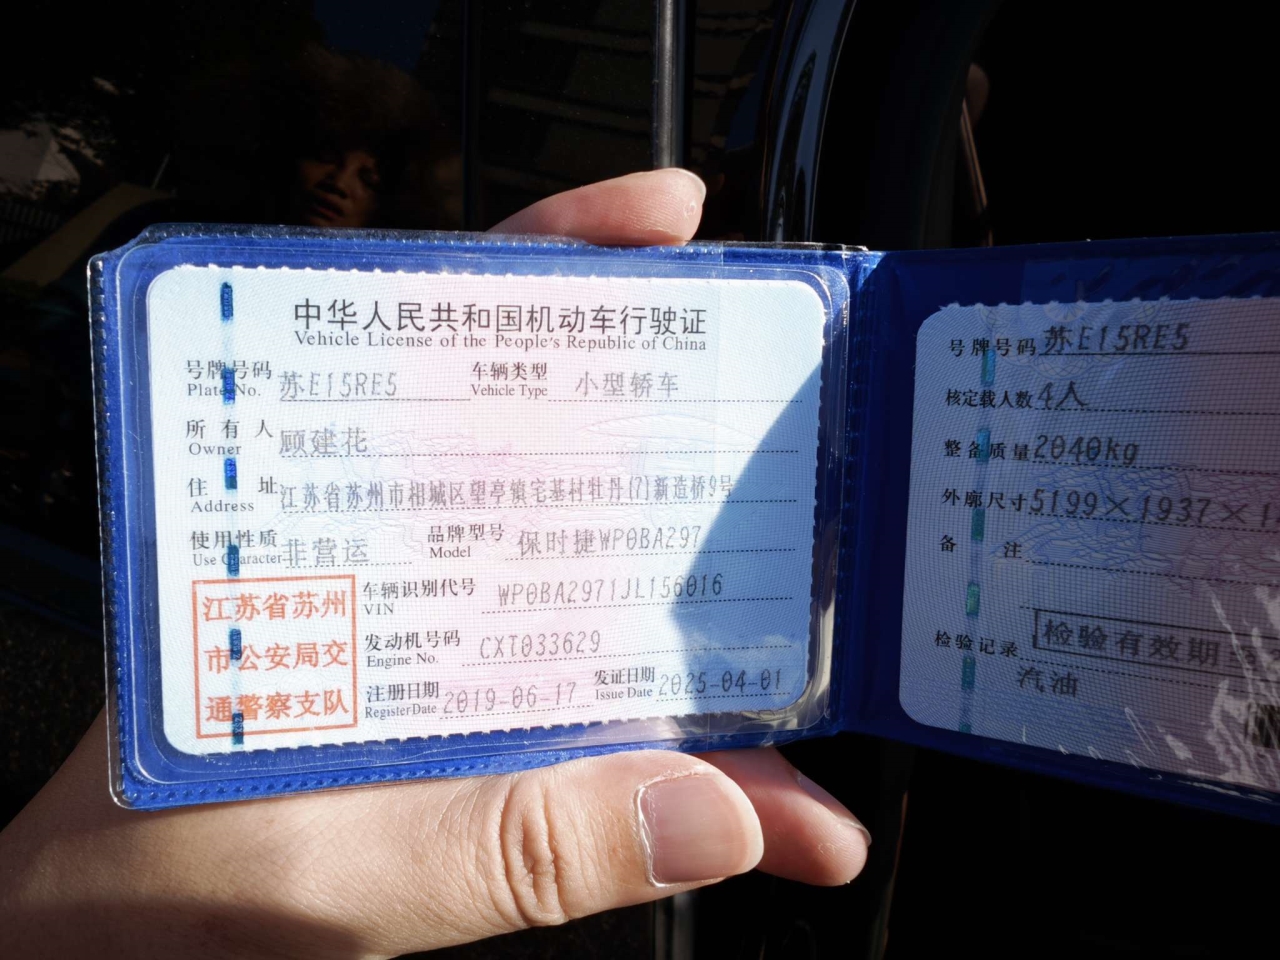 中华人民共和国机动车行驶证
Vehicle License of the People's Republic of China
号牌号码 苏E15RE5 车辆类型 小型轿车
Plate No. Vehicle Type
所有人 顾建花
Owner
住址 江苏省苏州市相城区望亭镇宅基村牡丹(7)新造桥9号
Address
使用性质 非营运 品牌型号 保时捷WP0BA297
Use Character Model
车辆识别代号 WP0BA2971JL156016
VIN
发动机号码 CXT033629
Engine No.
注册日期 2019-06-17 发证日期 2025-04-01
Register Date Issue Date
江苏省苏州
市公安局交
通警察支队
号牌号码 苏E15RE5
核定载人数 4人
整备质量 2040kg
外廓尺寸 5199×1937×1
备注
检验记录 检验有效期至
汽油